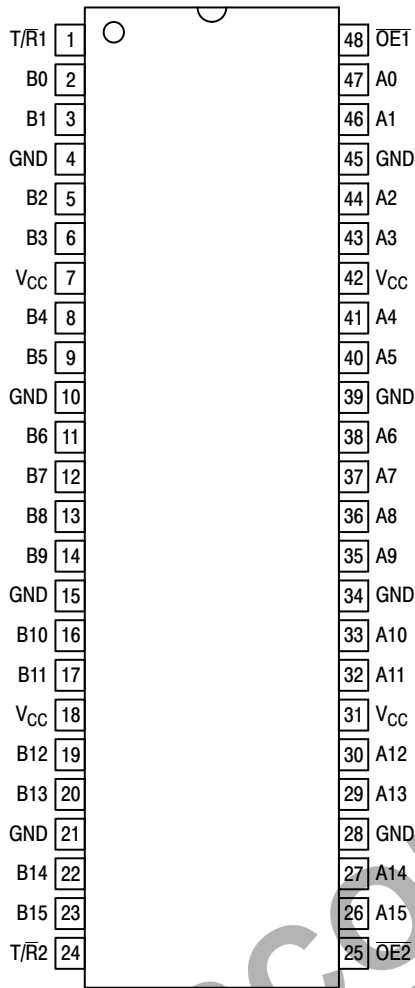 T/R̅1 1 48 O̅E̅1̅
B0 2 47 A0
B1 3 46 A1
GND 4 45 GND
B2 5 44 A2
B3 6 43 A3
VCC 7 42 VCC
B4 8 41 A4
B5 9 40 A5
GND 10 39 GND
B6 11 38 A6
B7 12 37 A7
B8 13 36 A8
B9 14 35 A9
GND 15 34 GND
B10 16 33 A10
B11 17 32 A11
VCC 18 31 VCC
B12 19 30 A12
B13 20 29 A13
GND 21 28 GND
B14 22 27 A14
B15 23 26 A15
T/R̅2 24 25 O̅E̅2̅